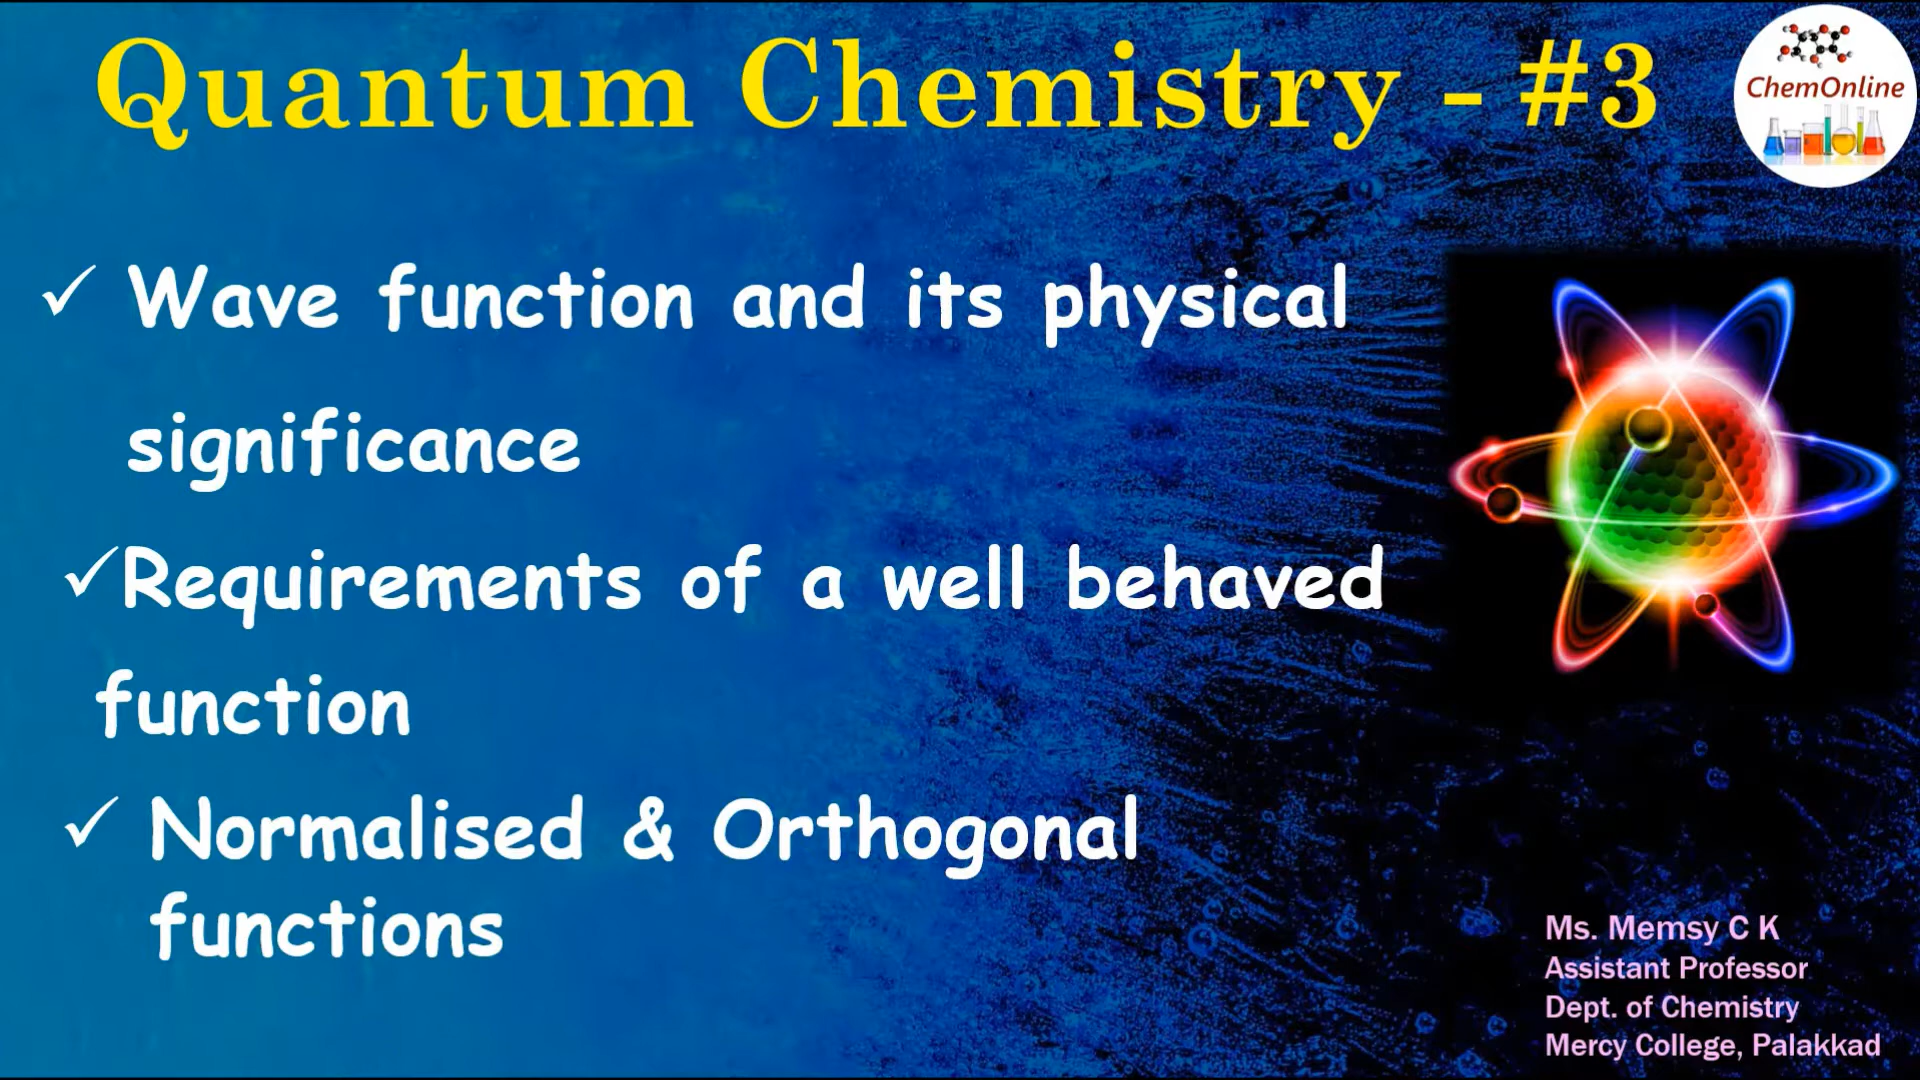 Quantum Chemistry - #3
ChemOnline
✓ Wave function and its physical
significance
✓Requirements of a well behaved
function
✓ Normalised & Orthogonal
functions
Ms. Memsy C K
Assistant Professor
Dept. of Chemistry
Mercy College, Palakkad